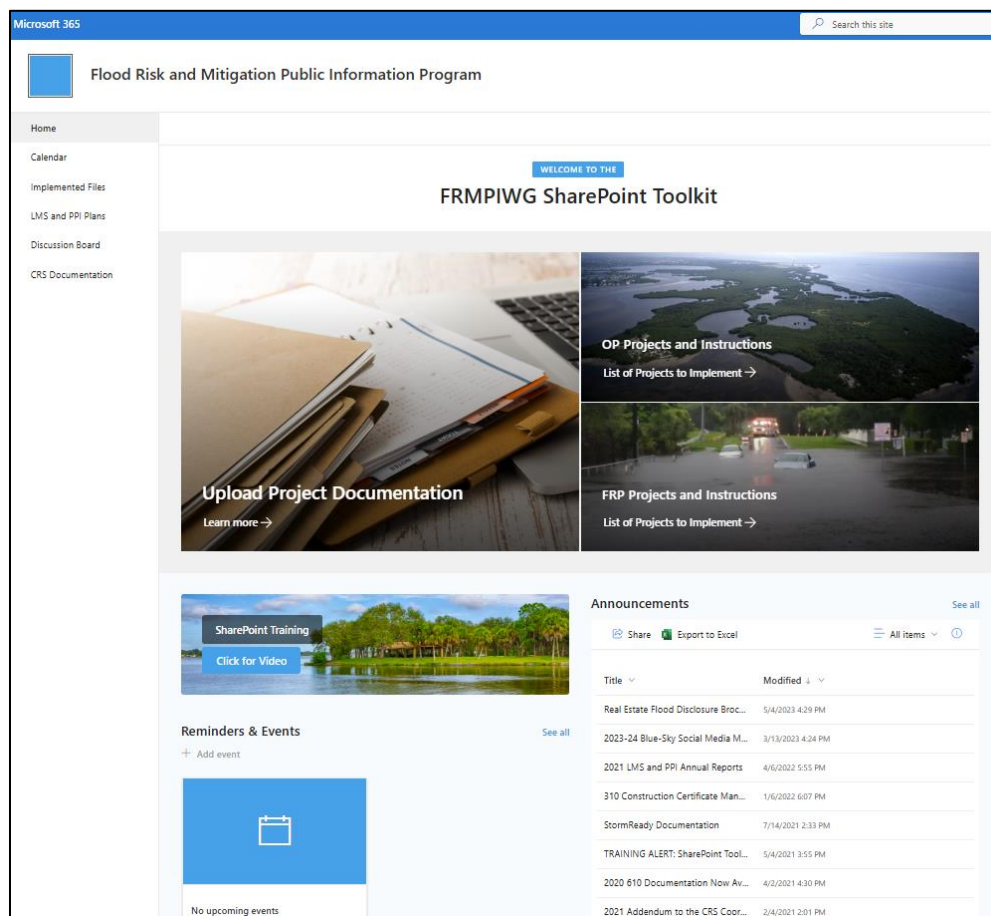 Microsoft 365
Search this site
Flood Risk and Mitigation Public Information Program
Home
Calendar
Implemented Files
LMS and PPI Plans
Discussion Board
CRS Documentation
WELCOME TO THE
FRMPIWG SharePoint Toolkit
Upload Project Documentation
Learn more →
OP Projects and Instructions
List of Projects to Implement →
FRP Projects and Instructions
List of Projects to Implement →
SharePoint Training
Click for Video
Reminders & Events
See all
+ Add event
No upcoming events
Announcements
See all
Share Export to Excel All items
Title Modified ↓
Real Estate Flood Disclosure Broc... 5/4/2023 4:29 PM
2023-24 Blue-Sky Social Media M... 3/13/2023 4:24 PM
2021 LMS and PPI Annual Reports 4/6/2022 5:55 PM
310 Construction Certificate Man... 1/6/2022 6:07 PM
StormReady Documentation 7/14/2021 2:33 PM
TRAINING ALERT: SharePoint Tool... 5/4/2021 3:55 PM
2020 610 Documentation Now Av... 4/2/2021 4:30 PM
2021 Addendum to the CRS Coor... 2/4/2021 2:01 PM